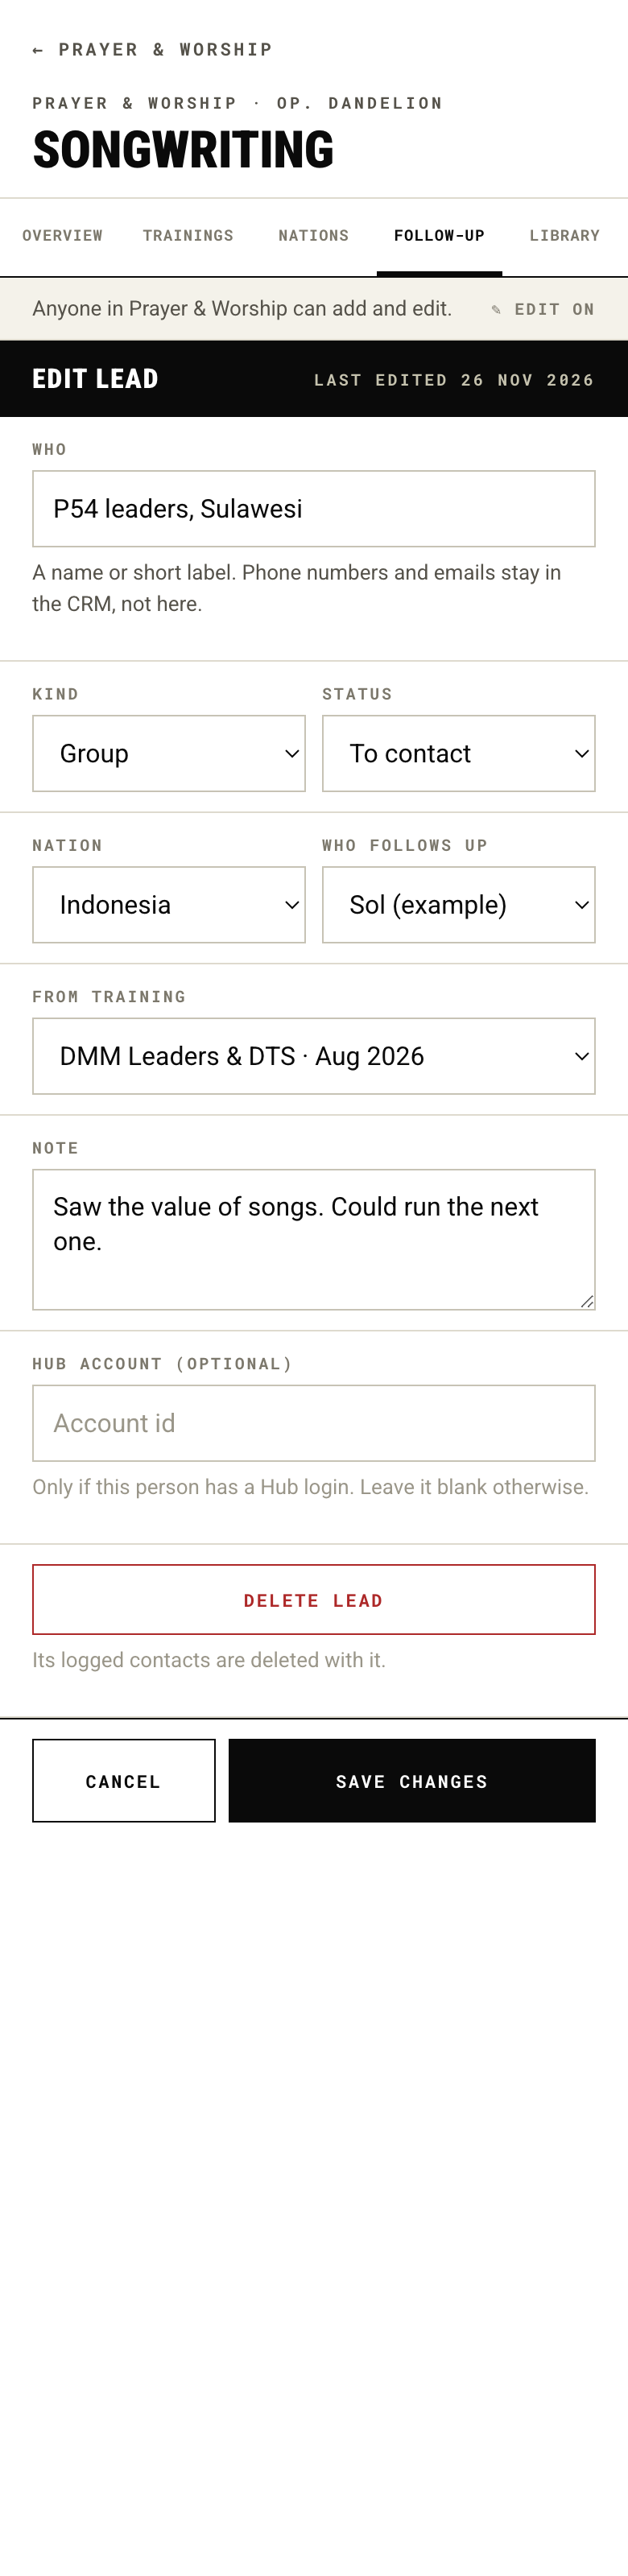 ← PRAYER & WORSHIP
PRAYER & WORSHIP · OP. DANDELION
SONGWRITING
OVERVIEW TRAININGS NATIONS FOLLOW-UP LIBRARY
Anyone in Prayer & Worship can add and edit. ✎ EDIT ON
EDIT LEAD LAST EDITED 26 NOV 2026
WHO
P54 leaders, Sulawesi
A name or short label. Phone numbers and emails stay in
the CRM, not here.
KIND STATUS
Group To contact
NATION WHO FOLLOWS UP
Indonesia Sol (example)
FROM TRAINING
DMM Leaders & DTS · Aug 2026
NOTE
Saw the value of songs. Could run the next
one.
HUB ACCOUNT (OPTIONAL)
Account id
Only if this person has a Hub login. Leave it blank otherwise.
DELETE LEAD
Its logged contacts are deleted with it.
CANCEL SAVE CHANGES